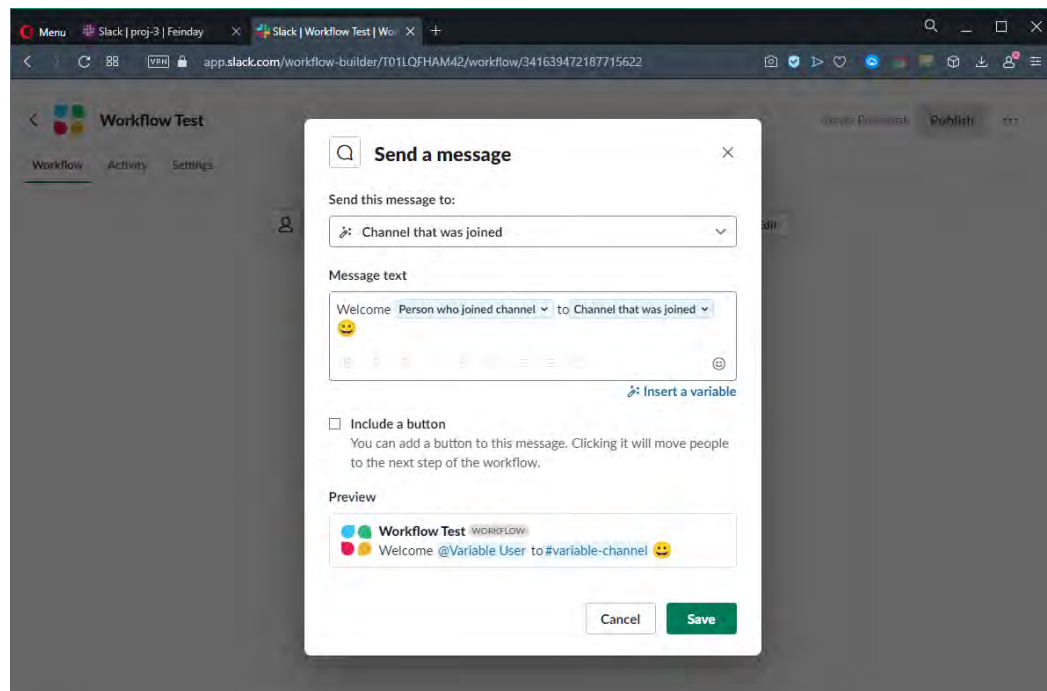 Menu Slack | proj-3 | Feinday Slack | Workflow Test | Wo
VPN app.slack.com/workflow-builder/T01LQFHAM42/workflow/341639472187715622
Workflow Test Publish
Workflow Activity Settings
Send a message
Send this message to:
Channel that was joined
Edit
Message text
Welcome Person who joined channel to Channel that was joined
Insert a variable
Include a button
You can add a button to this message. Clicking it will move people
to the next step of the workflow.
Preview
Workflow Test WORKFLOW
Welcome @Variable User to #variable-channel
Cancel Save